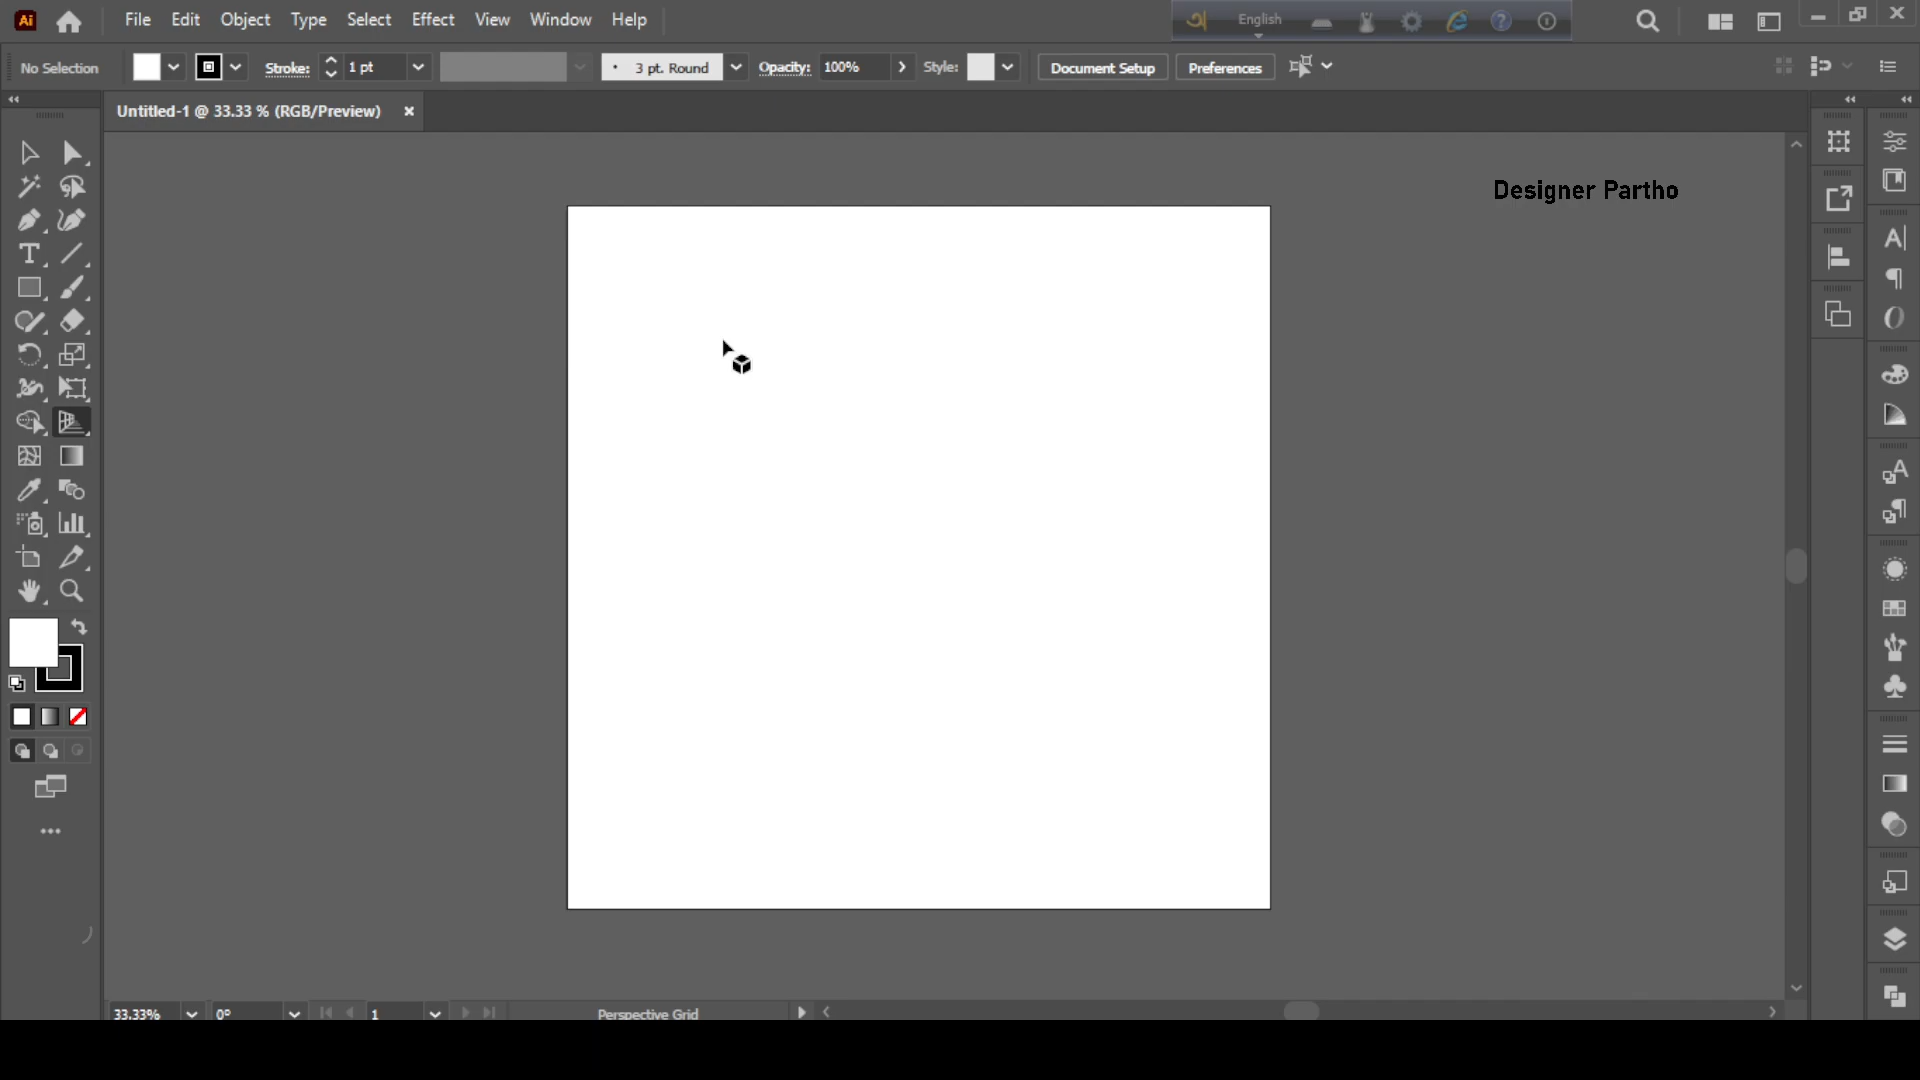 Ai File Edit Object Type Select Effect View Window Help English
No Selection Stroke: 1 pt 3 pt. Round Opacity: 100% Style: Document Setup Preferences
Untitled-1 @ 33.33 % (RGB/Preview)
Designer Partho
33.33% 0° 1 Perspective Grid